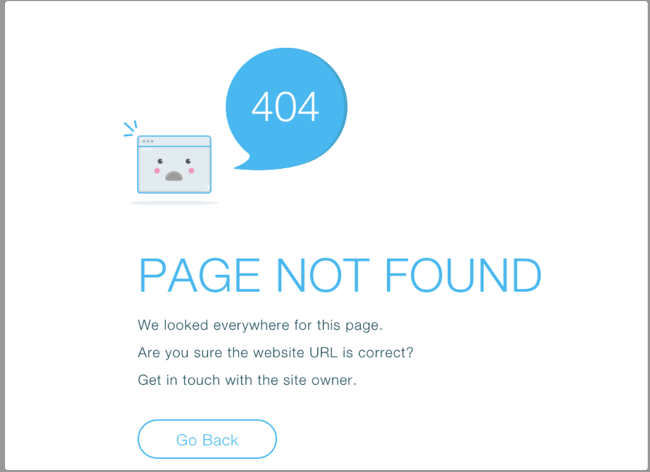 404
PAGE NOT FOUND
We looked everywhere for this page.
Are you sure the website URL is correct?
Get in touch with the site owner.
Go Back